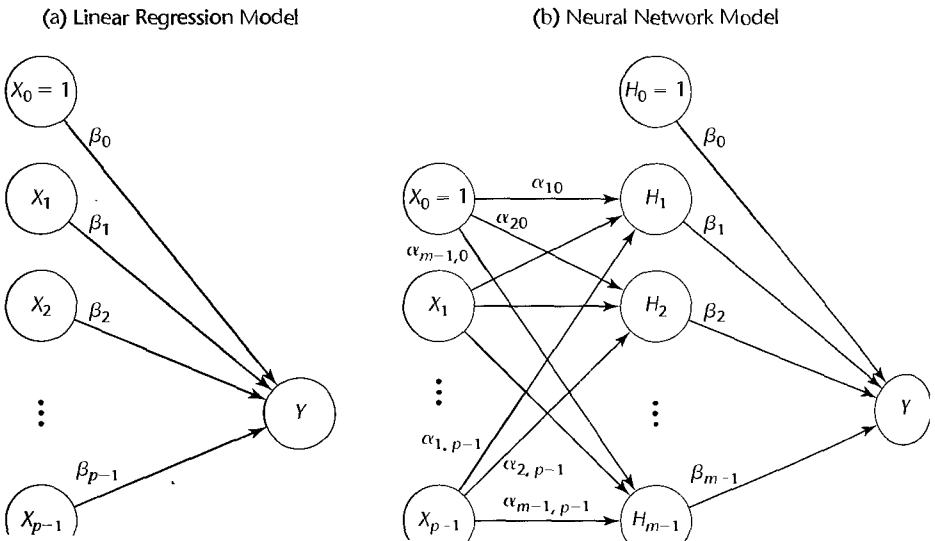 (a) Linear Regression Model
X₀ = 1
β₀
X₁
β₁
X₂
β₂
⋮
Y
βₚ₋₁
Xₚ₋₁
(b) Neural Network Model
H₀ = 1
β₀
X₀ = 1
α₁₀
H₁
α₂₀
β₁
αₘ₋₁,₀
X₁
H₂
β₂
⋮
⋮
Y
α₁, ₚ₋₁
α₂, ₚ₋₁
βₘ₋₁
Xₚ₋₁
αₘ₋₁, ₚ₋₁
Hₘ₋₁